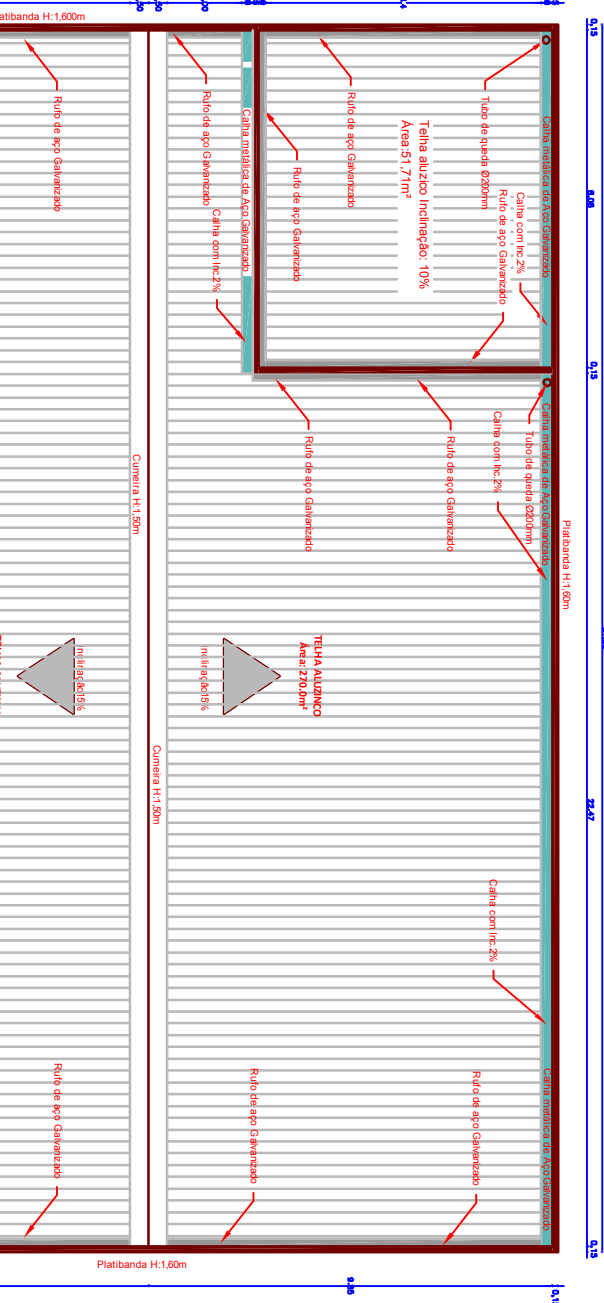 Platibanda H:1,60m
Calha metálica de Aço Galvanizado
Tubo de queda Ø200mm
Calha com Inc.2%
Rufo de aço Galvanizado
Telha aluzico Inclinação: 10%
Área:51,71m²
Rufo de aço Galvanizado
Rufo de aço Galvanizado
Calha metálica de Aço Galvanizado
Calha com Inc.2%
Rufo de aço Galvanizado
Rufo de aço Galvanizado
Calha metálica de Aço Galvanizado
Tubo de queda Ø200mm
Calha com Inc.2%
Rufo de aço Galvanizado
Rufo de aço Galvanizado
Cumeira H:1,50m
TELHA ALUZINCO
Área: 270.0m²
Inclinação15%
Inclinação15%
Cumeira H:1,50m
Calha com Inc.2%
Calha metálica de Aço Galvanizado
Rufo de aço Galvanizado
Rufo de aço Galvanizado
Rufo de aço Galvanizado
Platibanda H:1,60m
latibanda H:1,600m
0,15
0,15
22,47
0,15
9,85